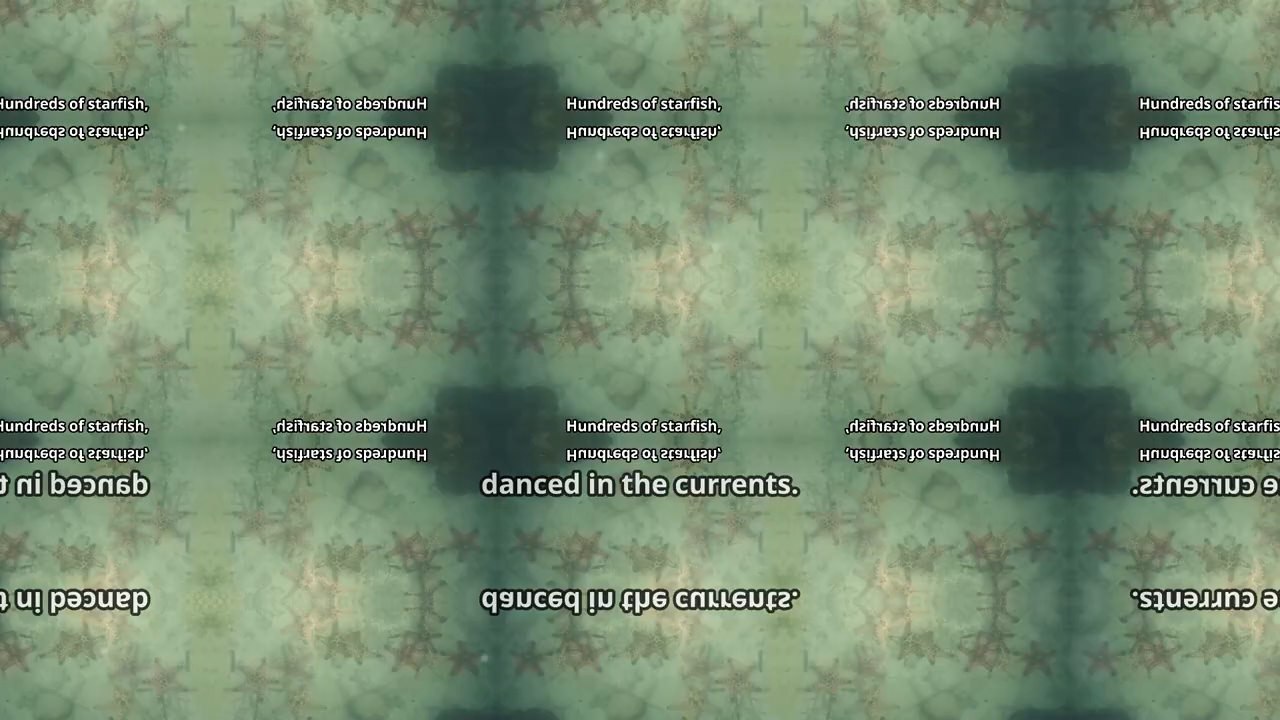 Hundreds of starfish,
danced in the currents.